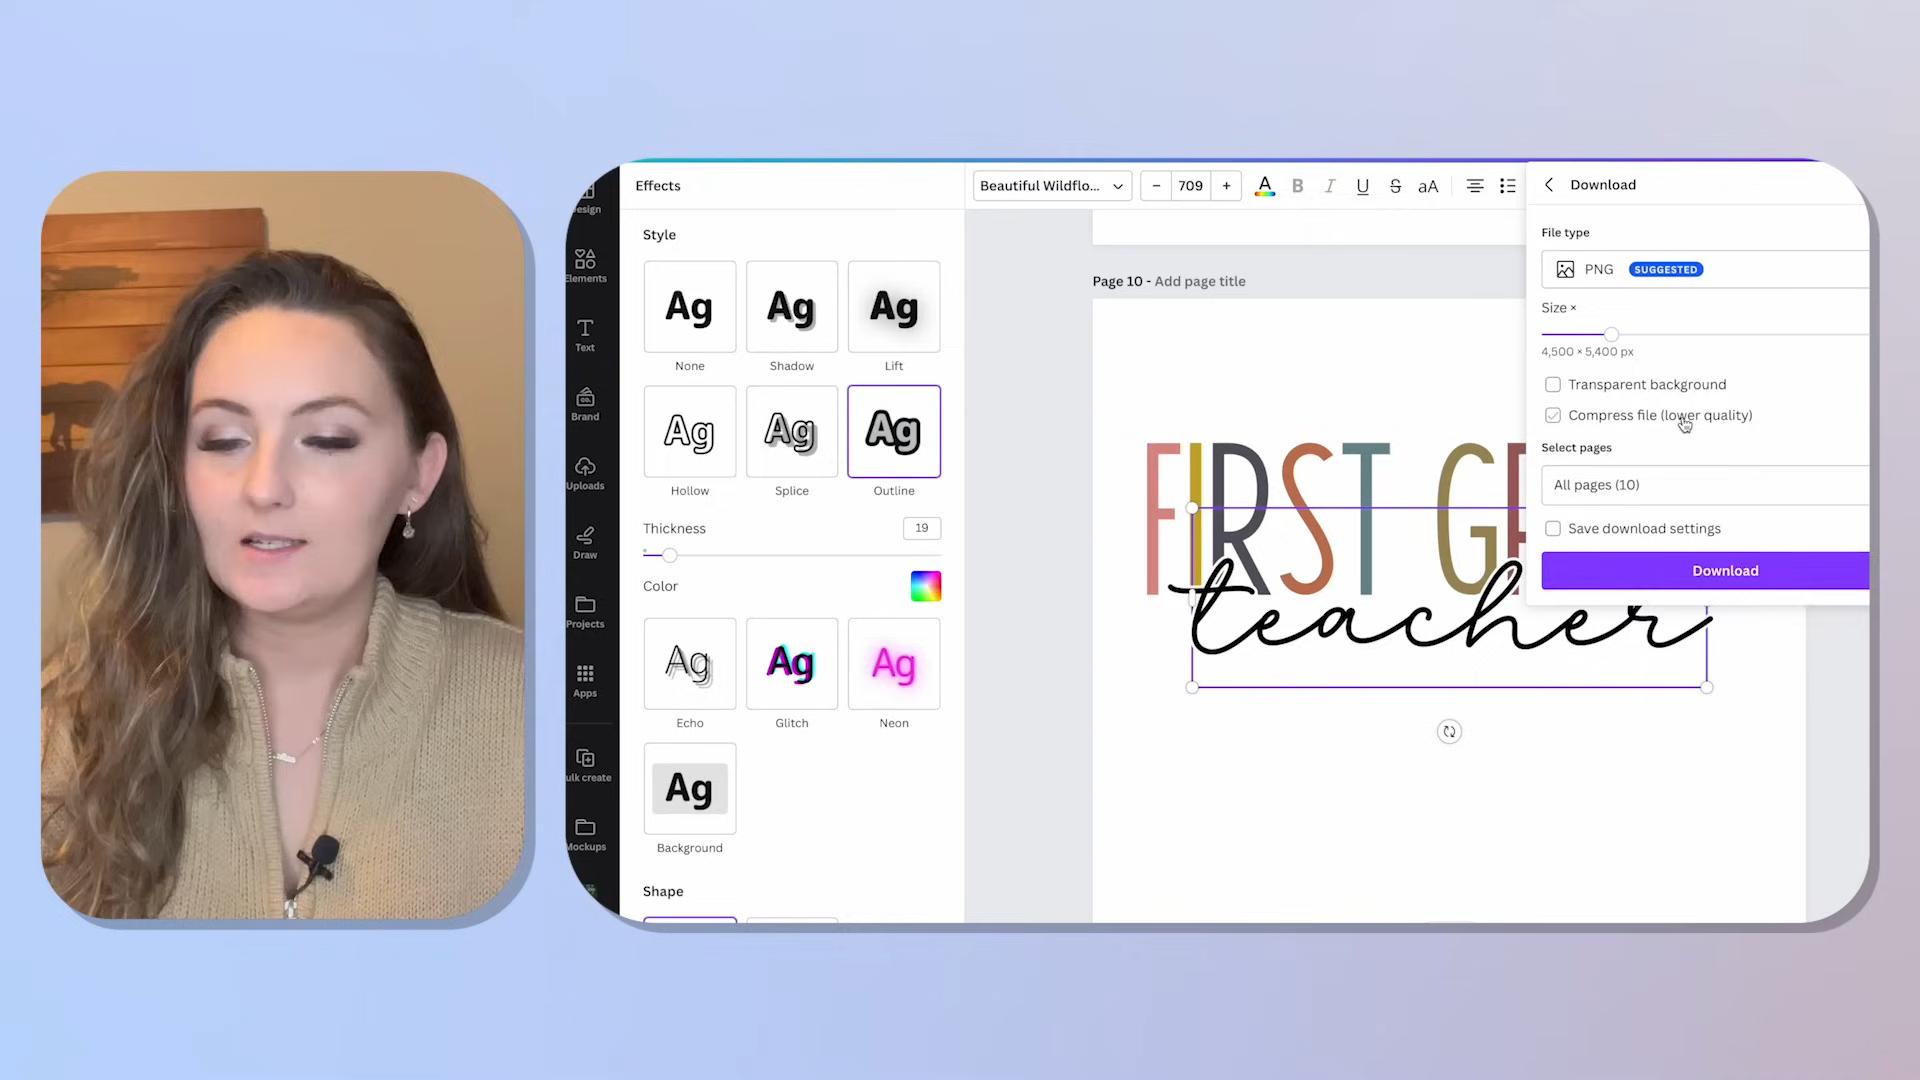 esign
Elements
Text
Brand
Uploads
Draw
Projects
Apps
ulk create
Mockups
Effects
Style
Ag
Ag
Ag
None
Shadow
Lift
Ag
Ag
Ag
Hollow
Splice
Outline
Thickness
19
Color
Ag
Ag
Ag
Echo
Glitch
Neon
Ag
Background
Shape
Beautiful Wildflo...
− 709 +
A B I U S aA
Page 10 - Add page title
FIRST G
teacher
Download
File type
PNG SUGGESTED
Size ×
4,500 × 5,400 px
Transparent background
Compress file (lower quality)
Select pages
All pages (10)
Save download settings
Download